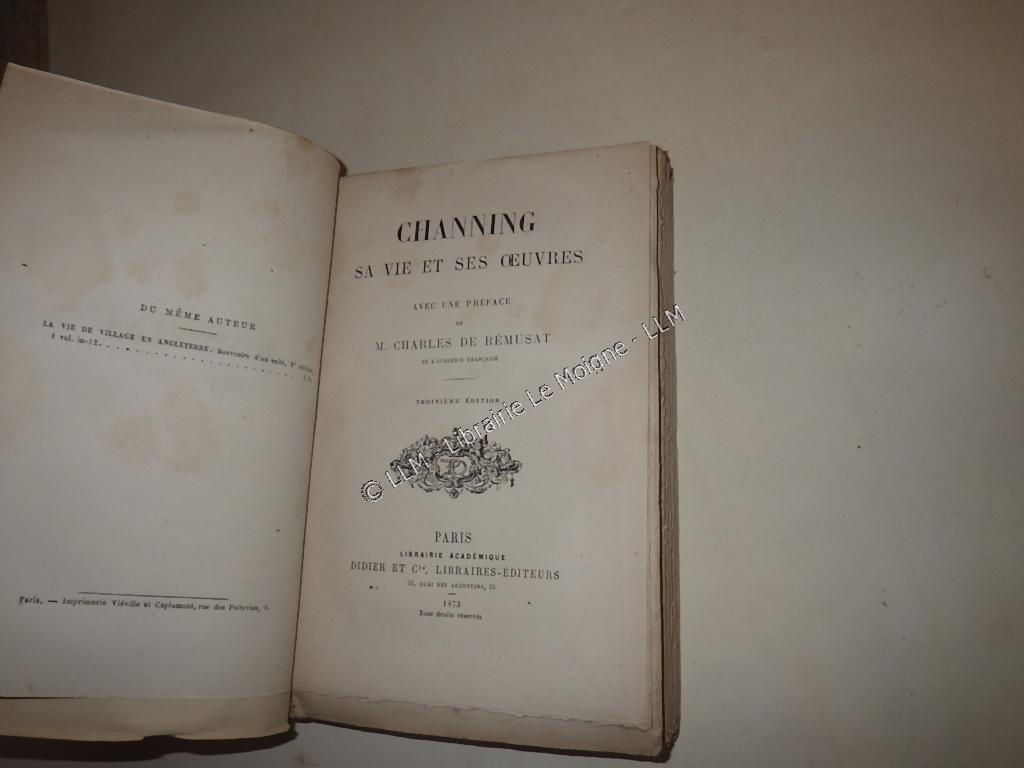 DU MÊME AUTEUR
LA VIE DE VILLAGE EN ANGLETERRE. Souvenirs d'un exilé, 2e édition,
1 vol. in-12.
Paris. — Imprimerie Viéville et Capiomont, rue des Poitevins, 6.
CHANNING
SA VIE ET SES ŒUVRES
AVEC UNE PRÉFACE
DE
M. CHARLES DE RÉMUSAT
DE L'ACADÉMIE FRANÇAISE
TROISIÈME ÉDITION
PARIS
LIBRAIRIE ACADÉMIQUE
DIDIER ET Cie, LIBRAIRES-ÉDITEURS
QUAI DES AUGUSTINS,
1873
Tous droits réservés
© LLM - Librairie Le Moigne - LLM